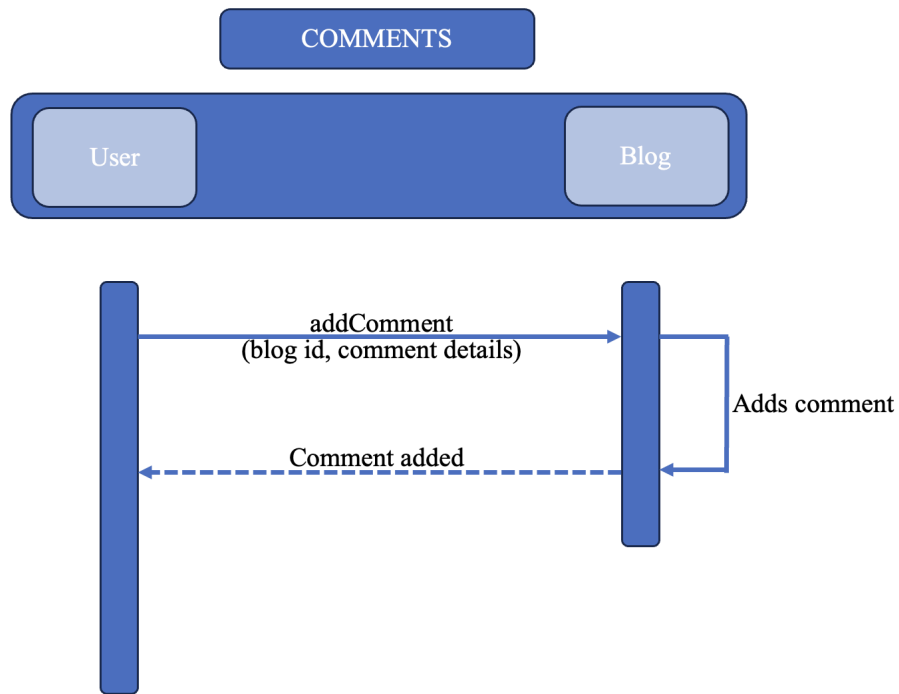 COMMENTS
User
Blog
addComment
(blog id, comment details)
Adds comment
Comment added